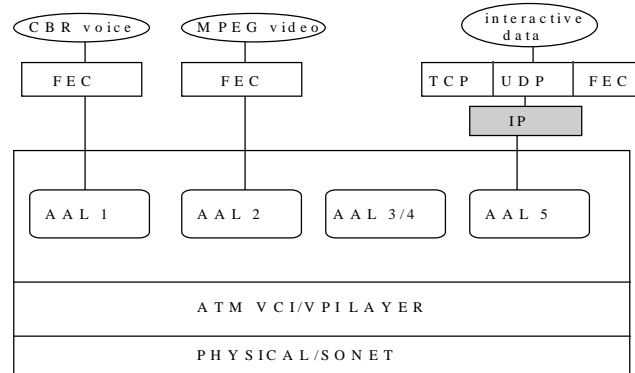 CBR voice
MPEG video
interactive
data
FEC
FEC
TCP
UDP
FEC
IP
AAL 1
AAL 2
AAL 3/4
AAL 5
ATM VCI/VPI LAYER
PHYSICAL/SONET